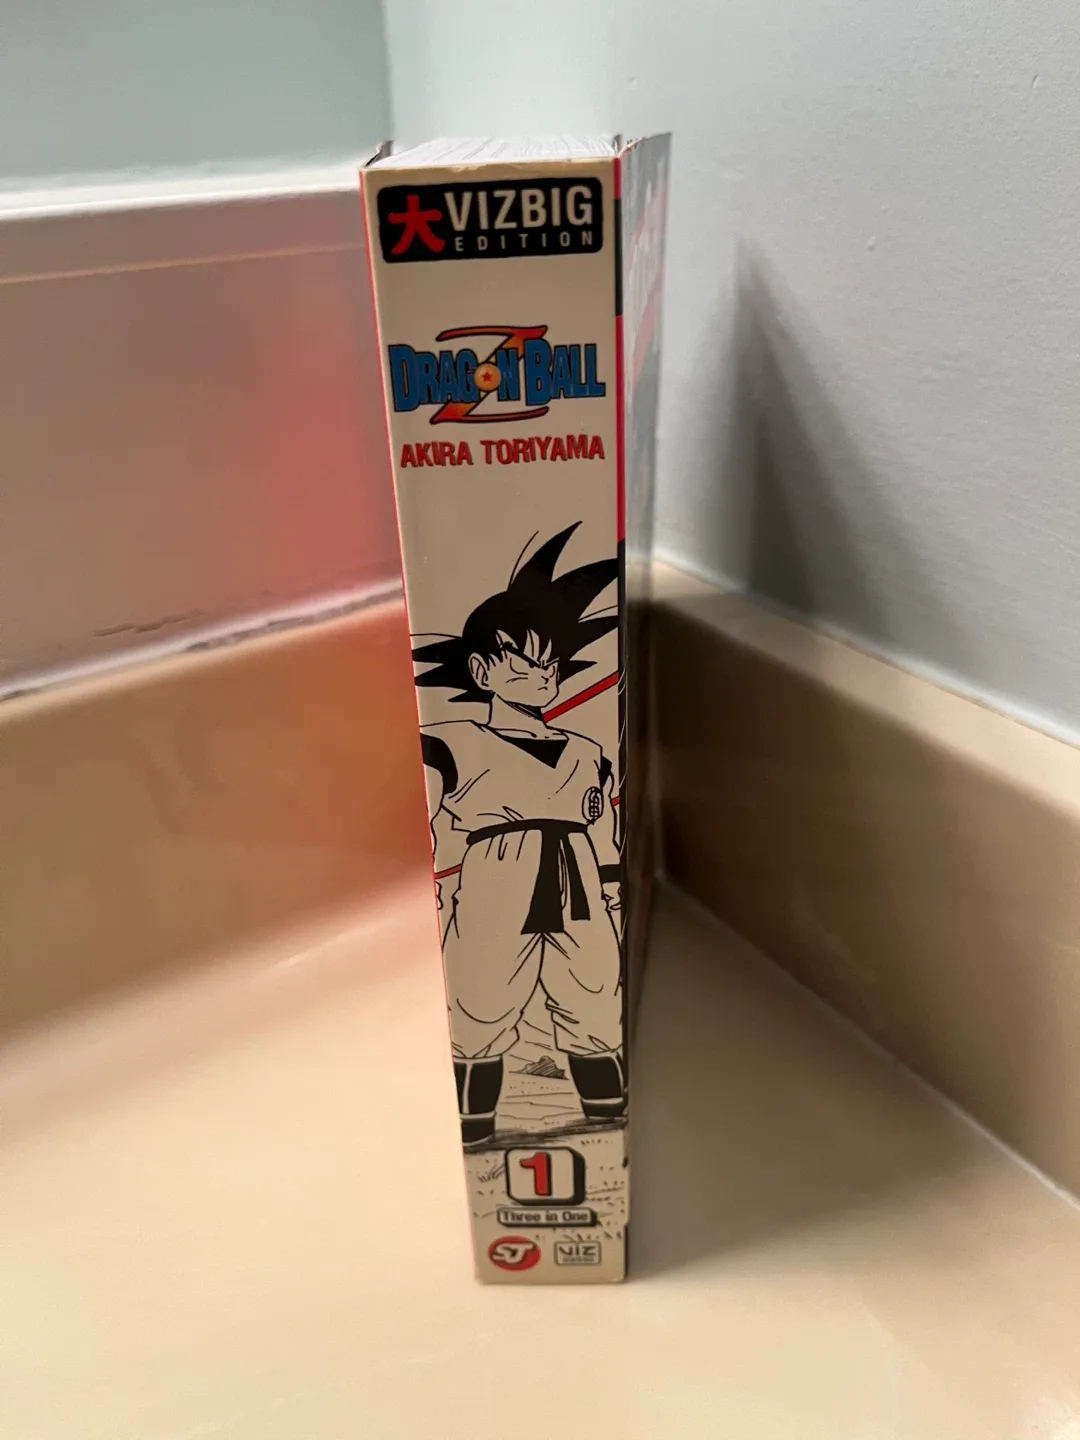 大 VIZBIG
EDITION
DRAGON BALL
Z
AKIRA TORIYAMA
1
Three in One
SJ
VIZ